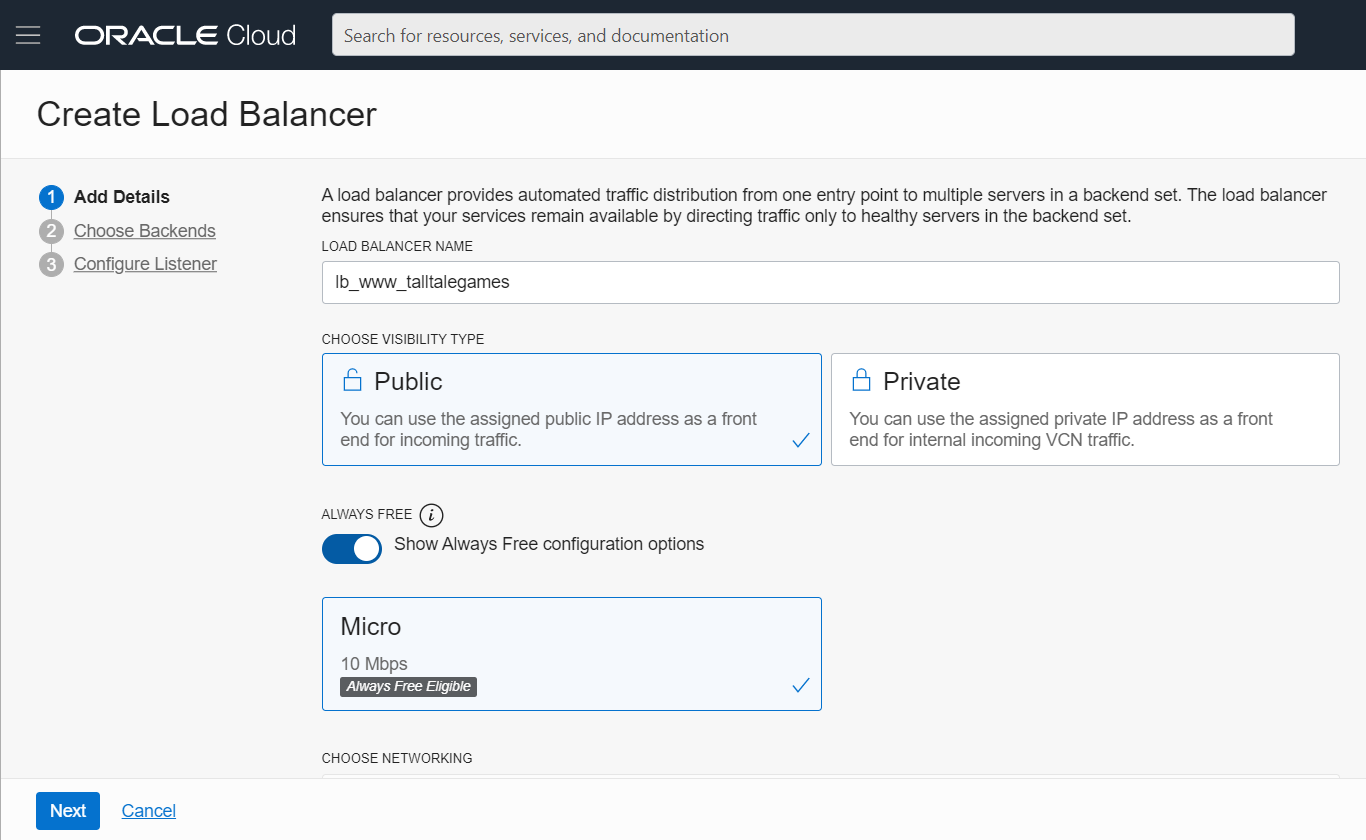 ORACLE Cloud
Search for resources, services, and documentation
Create Load Balancer
1 Add Details
2 Choose Backends
3 Configure Listener
A load balancer provides automated traffic distribution from one entry point to multiple servers in a backend set. The load balancer
ensures that your services remain available by directing traffic only to healthy servers in the backend set.
LOAD BALANCER NAME
lb_www_talltalegames
CHOOSE VISIBILITY TYPE
Public
You can use the assigned public IP address as a front
end for incoming traffic.
Private
You can use the assigned private IP address as a front
end for internal incoming VCN traffic.
ALWAYS FREE i
Show Always Free configuration options
Micro
10 Mbps
Always Free Eligible
CHOOSE NETWORKING
Next Cancel